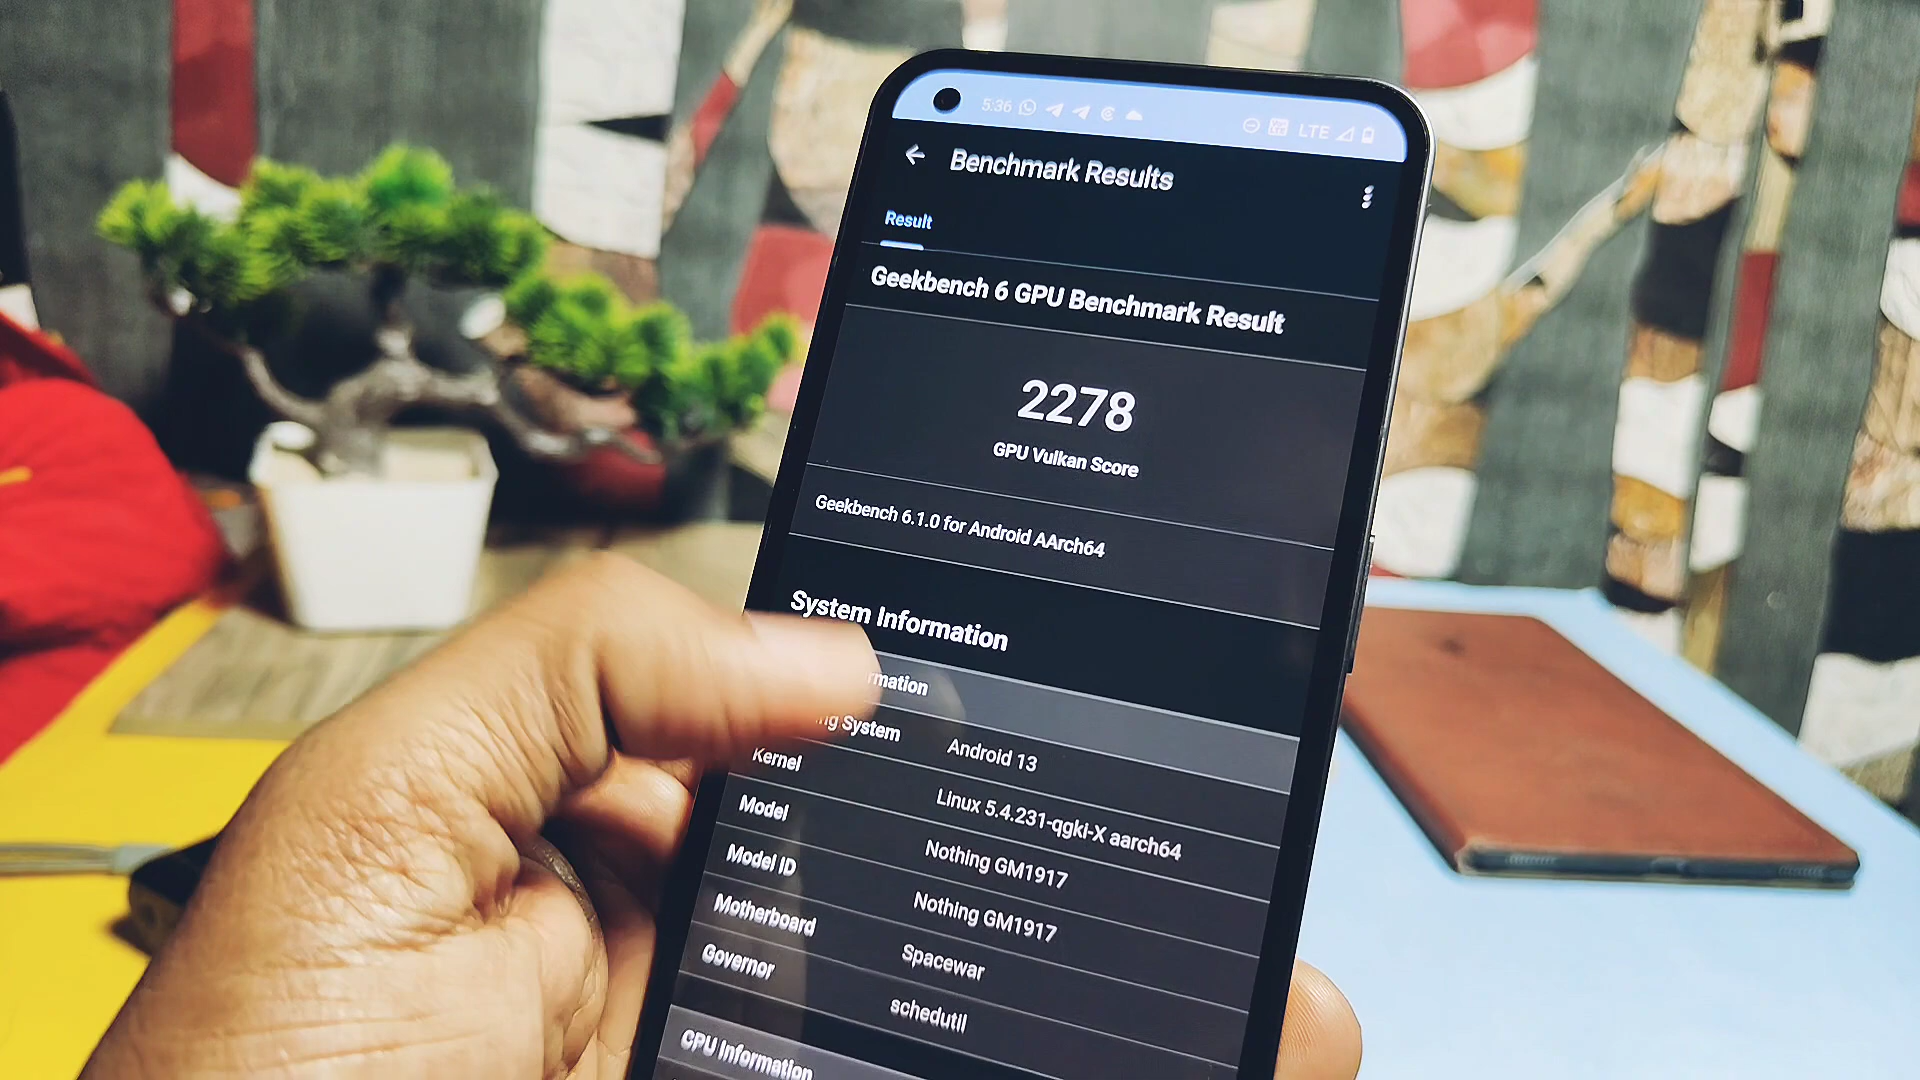 5:36 LTE
Benchmark Results
Result
Geekbench 6 GPU Benchmark Result
2278
GPU Vulkan Score
Geekbench 6.1.0 for Android AArch64
System Information
System Android 13
Kernel Linux 5.4.231-qgki-X aarch64
Model Nothing GM1917
Model ID Nothing GM1917
Motherboard Spacewar
Governor schedutil
CPU Information